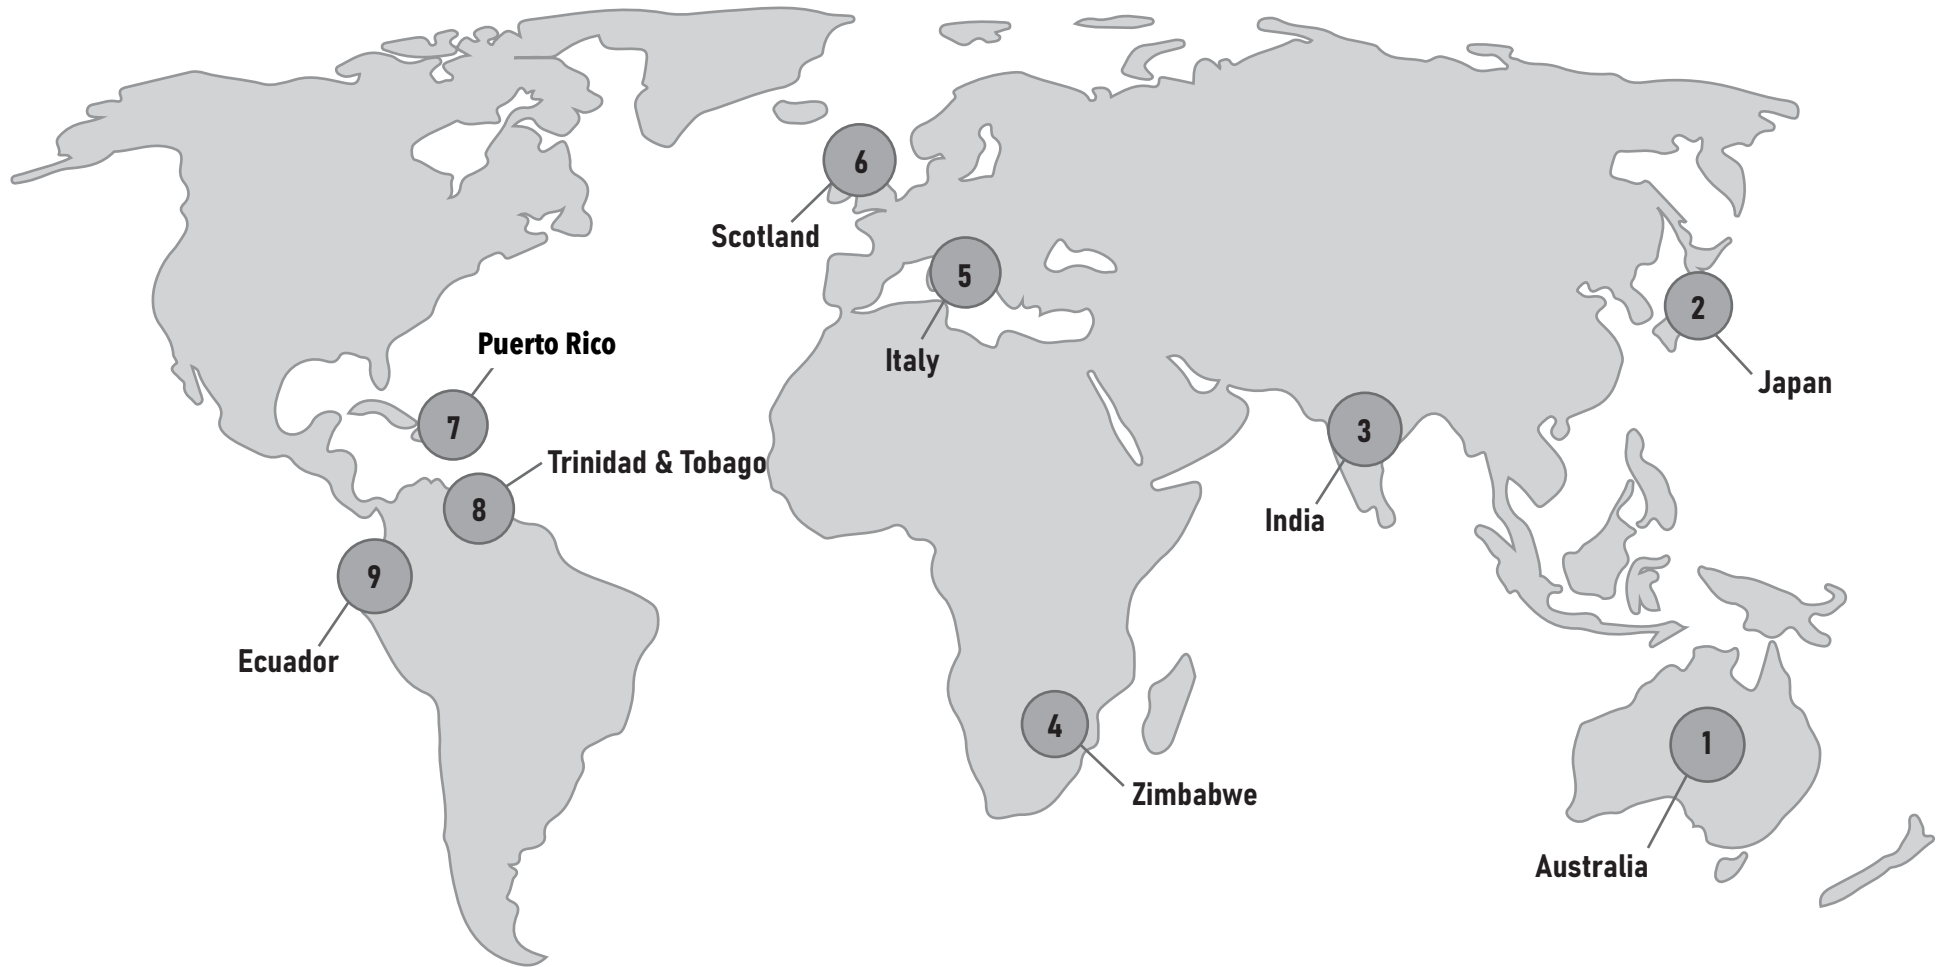 6
Scotland
5
Italy
2
Japan
Puerto Rico
7
3
India
Trinidad & Tobago
8
9
Ecuador
4
Zimbabwe
1
Australia